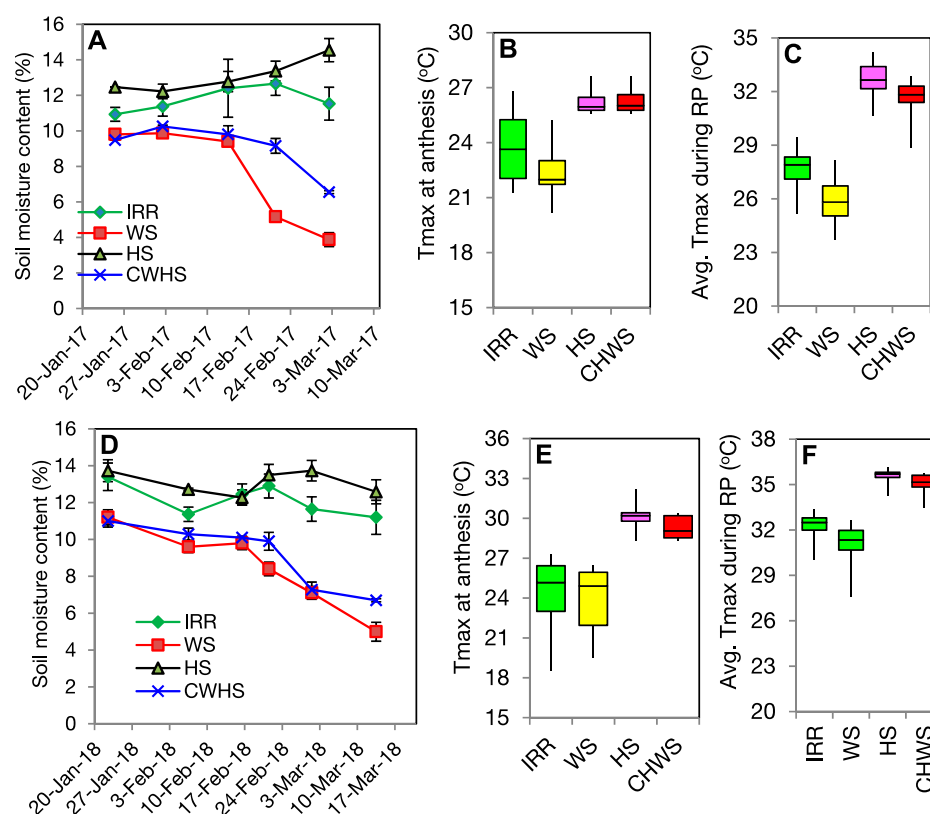 A
Soil moisture content (%)
16
14
12
10
8
6
4
2
0
IRR
WS
HS
CWHS
20-Jan-17
27-Jan-17
3-Feb-17
10-Feb-17
17-Feb-17
24-Feb-17
3-Mar-17
10-Mar-17
B
Tmax at anthesis (ᵒC)
30
27
24
21
18
15
IRR
WS
HS
CHWS
C
Avg. Tmax during RP (ᵒC)
35
32
29
26
23
20
IRR
WS
HS
CHWS
D
Soil moisture content (%)
16
14
12
10
8
6
4
2
0
IRR
WS
HS
CWHS
20-Jan-18
27-Jan-18
3-Feb-18
10-Feb-18
17-Feb-18
24-Feb-18
3-Mar-18
10-Mar-18
17-Mar-18
E
Tmax at anthesis (ᵒC)
36
33
30
27
24
21
18
15
IRR
WS
HS
CHWS
F
Avg. Tmax during RP (ᵒC)
38
35
32
29
26
23
20
IRR
WS
HS
CHWS